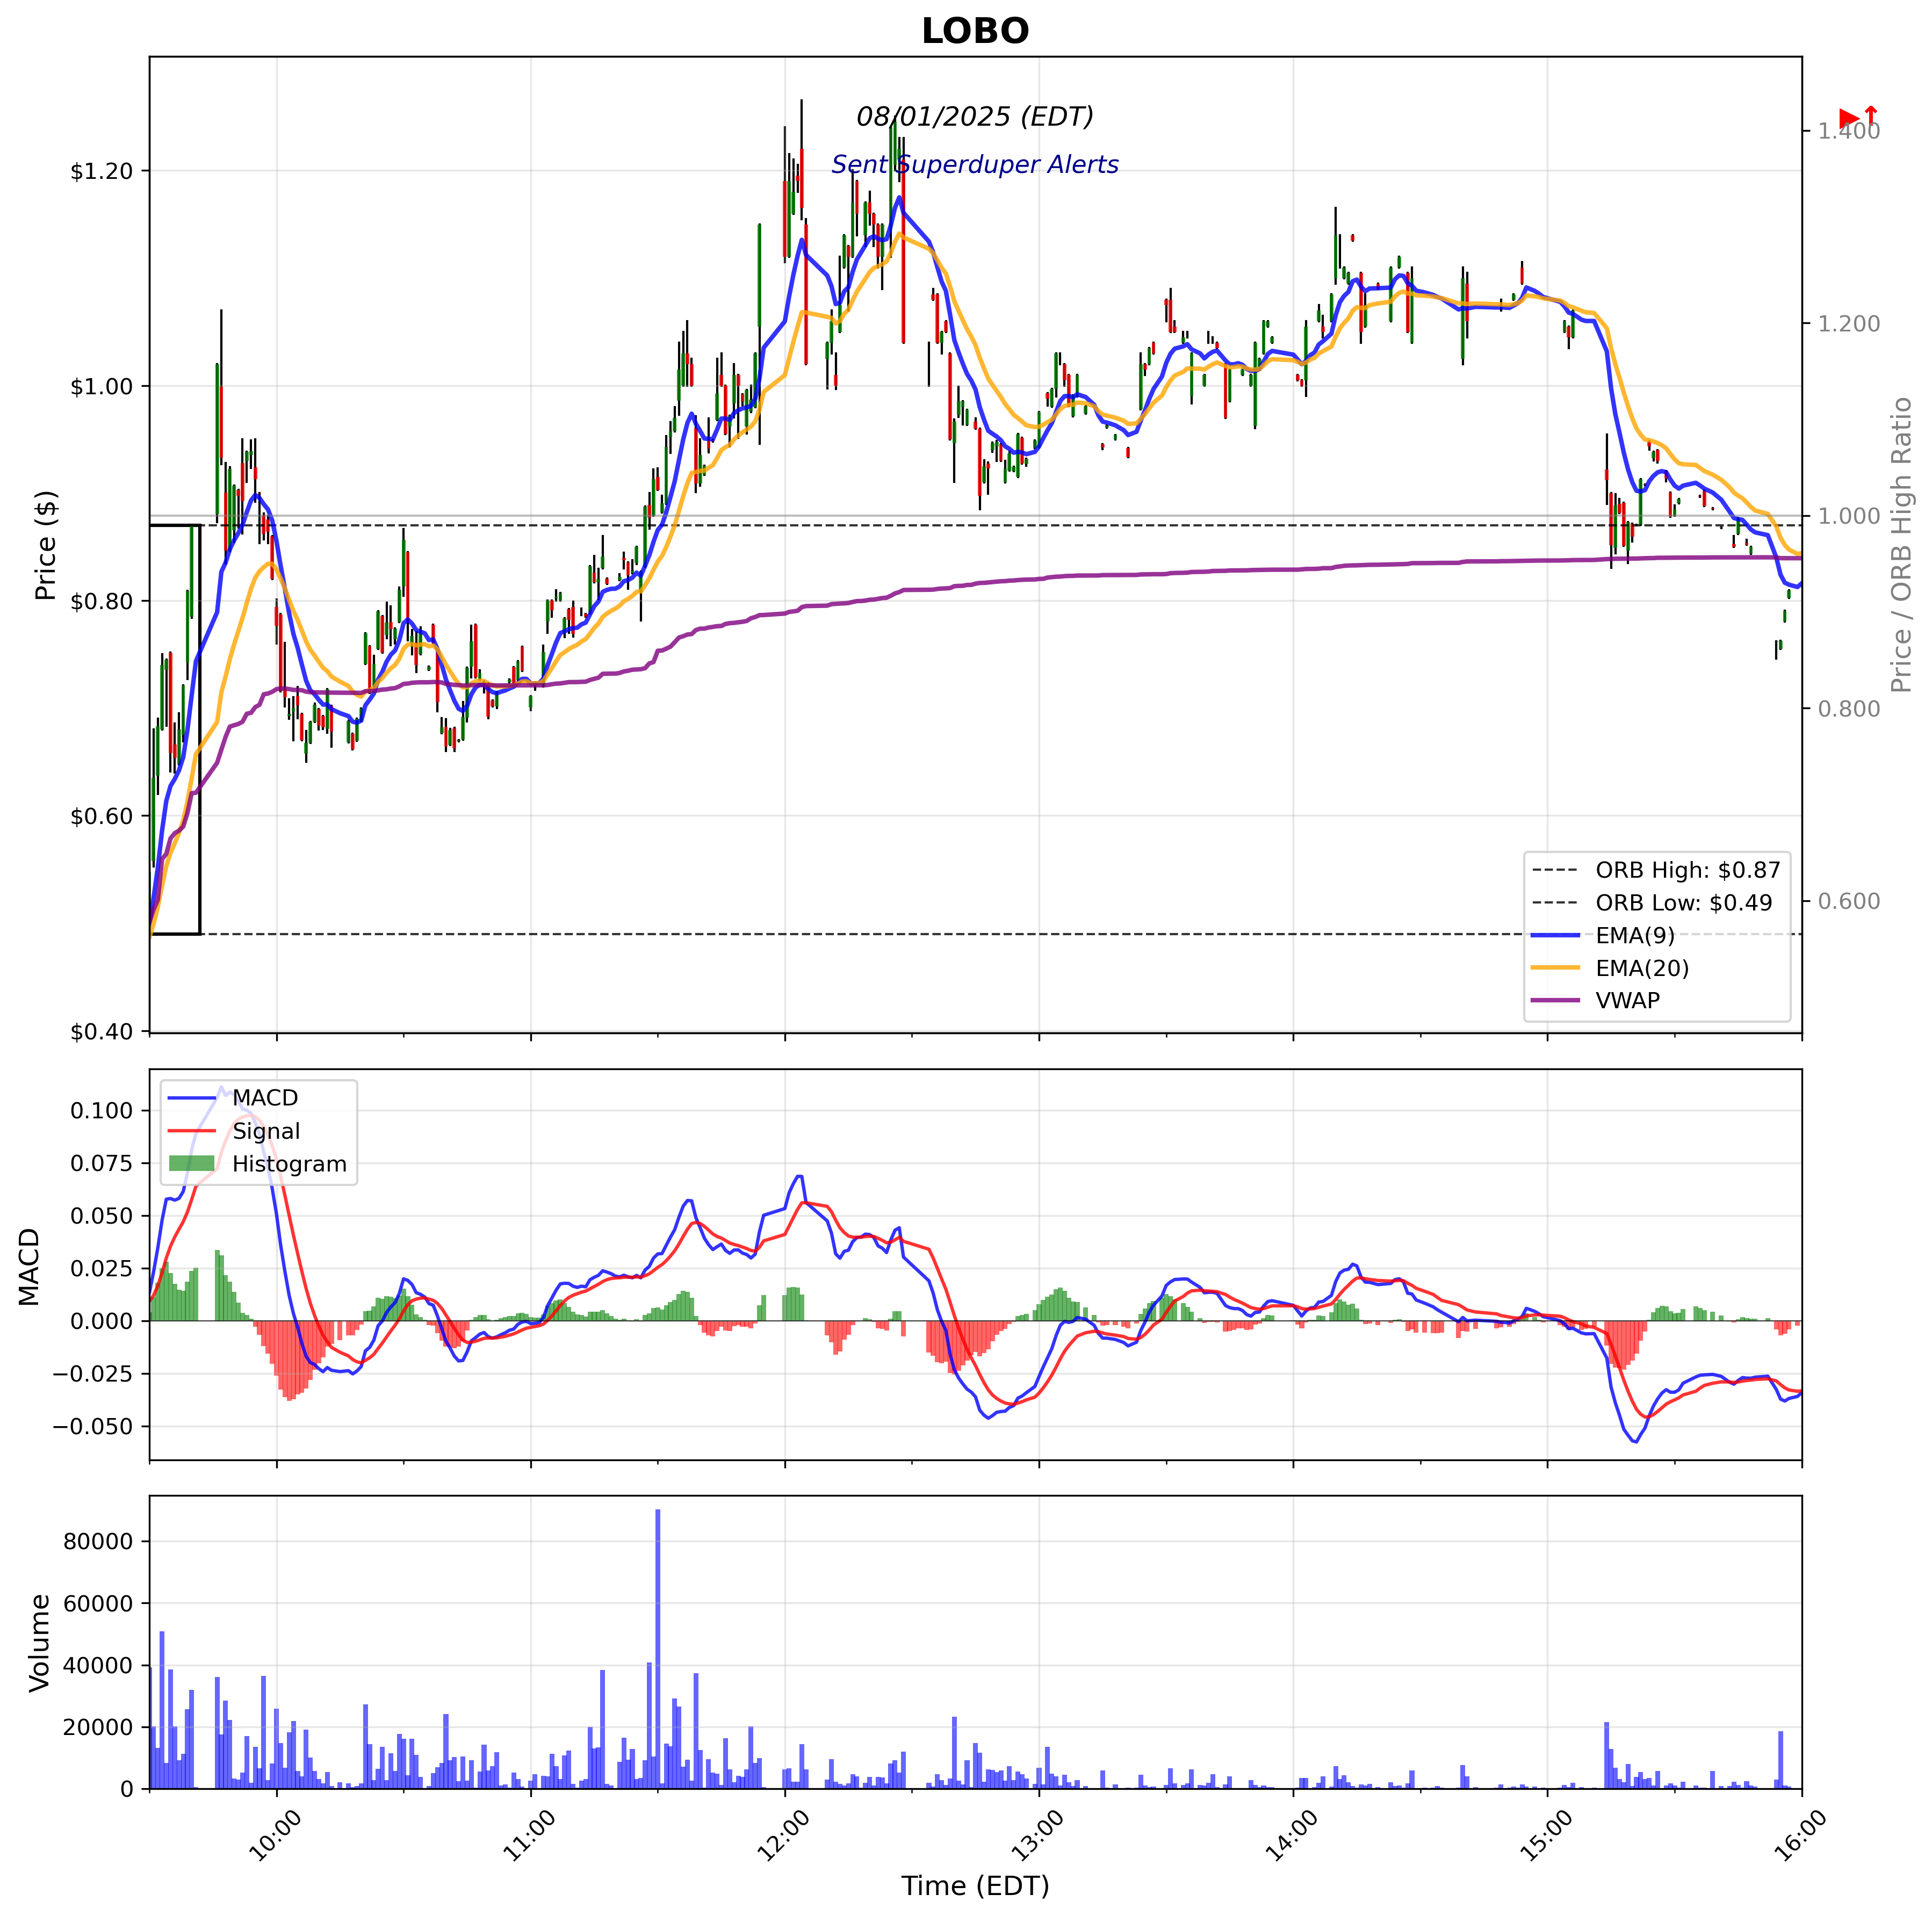 LOBO
08/01/2025 (EDT)
Sent Superduper Alerts
▶↑
$1.20
$1.00
$0.80
$0.60
$0.40
Price ($)
1.400
1.200
1.000
0.800
0.600
Price / ORB High Ratio
ORB High: $0.87
ORB Low: $0.49
EMA(9)
EMA(20)
VWAP
MACD
Signal
Histogram
0.100
0.075
0.050
0.025
0.000
−0.025
−0.050
MACD
80000
60000
40000
20000
0
Volume
10:00
11:00
12:00
13:00
14:00
15:00
16:00
Time (EDT)